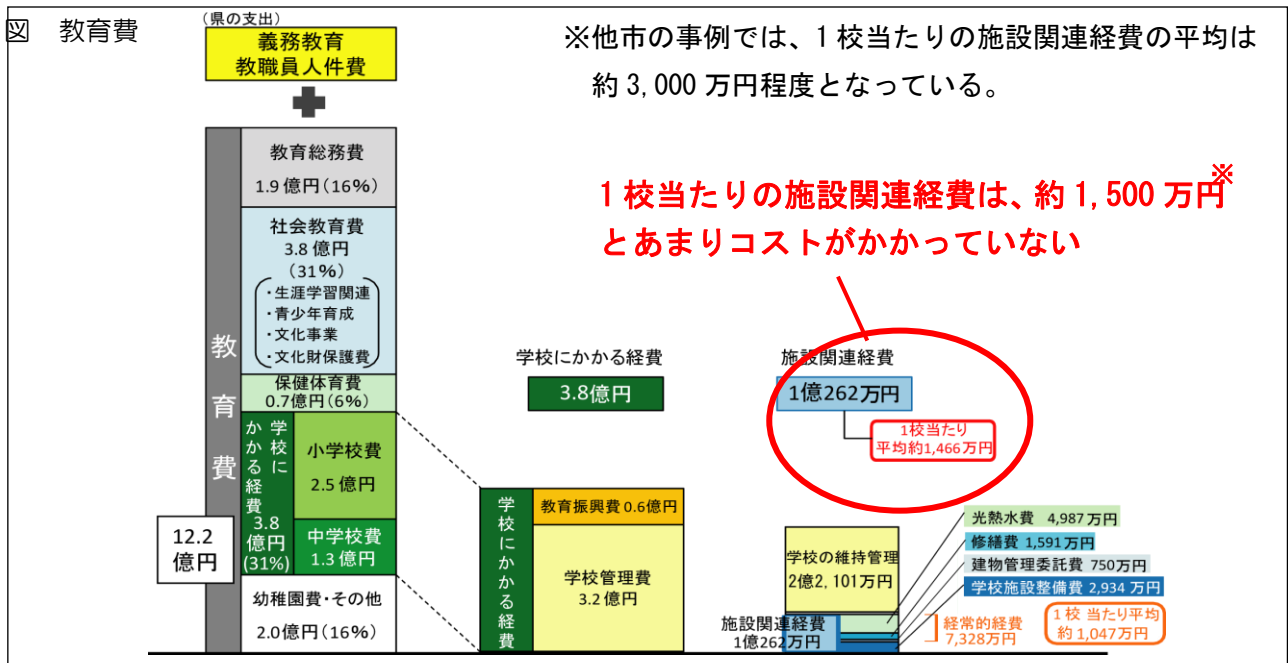 図 教育費
(県の支出)
義務教育
教職員人件費
※他市の事例では、1校当たりの施設関連経費の平均は
約3,000万円程度となっている。
教育総務費
1.9億円(16%)
社会教育費
3.8億円
(31%)
・生涯学習関連
・青少年育成
・文化事業
・文化財保護費
保健体育費
0.7億円(6%)
教育費
学校に
かかる経費
3.8
億円
(31%)
小学校費
2.5億円
中学校費
1.3億円
12.2
億円
幼稚園費・その他
2.0億円(16%)
1校当たりの施設関連経費は、約1,500万円※
とあまりコストがかかっていない
学校にかかる経費
3.8億円
施設関連経費
1億262万円
1校当たり
平均約1,466万円
学校にかかる経費
教育振興費 0.6億円
学校管理費
3.2億円
学校の維持管理
2億2,101万円
施設関連経費
1億262万円
光熱水費 4,987万円
修繕費 1,591万円
建物管理委託費 750万円
学校施設整備費 2,934万円
経常的経費
7,328万円
1校 当たり平均
約1,047万円